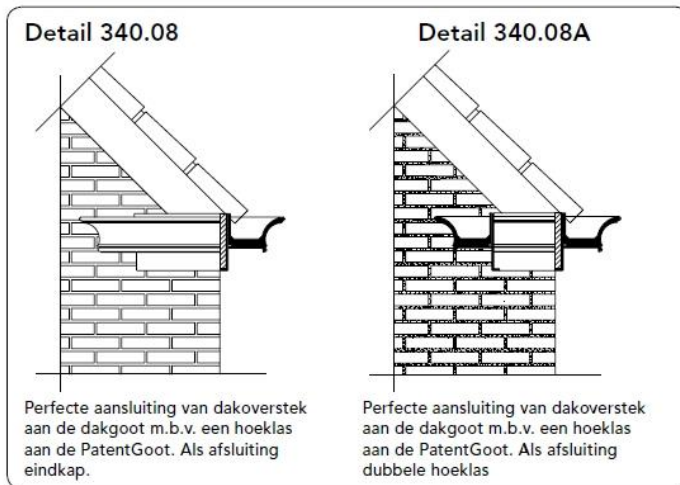 Detail 340.08
Perfecte aansluiting van dakoverstek
aan de dakgoot m.b.v. een hoeklas
aan de PatentGoot. Als afsluiting
eindkap.
Detail 340.08A
Perfecte aansluiting van dakoverstek
aan de dakgoot m.b.v. een hoeklas
aan de PatentGoot. Als afsluiting
dubbele hoeklas